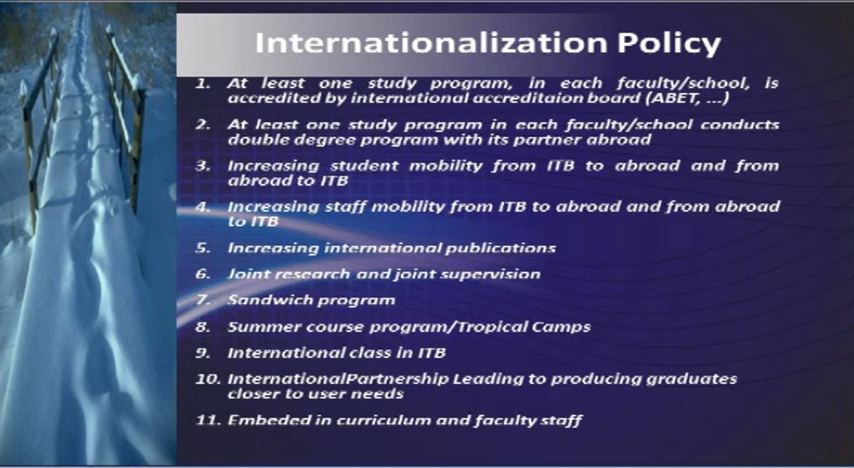 Internationalization Policy
1. At least one study program, in each faculty/school, is
accredited by international accreditaion board (ABET, ...)
2. At least one study program in each faculty/school conducts
double degree program with its partner abroad
3. Increasing student mobility from ITB to abroad and from
abroad to ITB
4. Increasing staff mobility from ITB to abroad and from abroad
to ITB
5. Increasing international publications
6. Joint research and joint supervision
7. Sandwich program
8. Summer course program/Tropical Camps
9. International class in ITB
10. InternationalPartnership Leading to producing graduates
closer to user needs
11. Embeded in curriculum and faculty staff